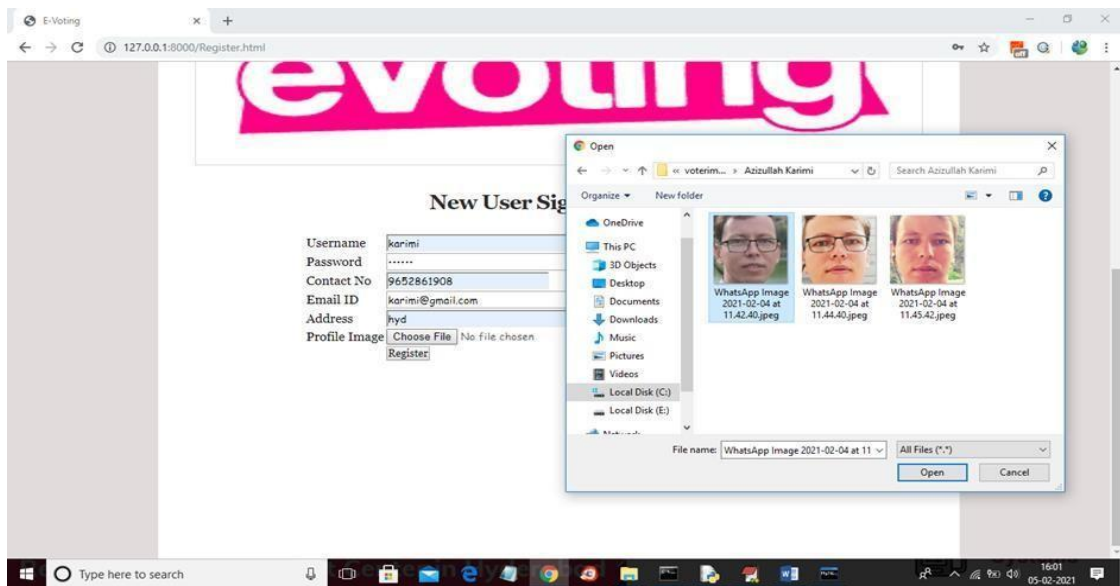 E-Voting
127.0.0.1:8000/Register.html
evoting
New User Sig
Username karimi
Password ......
Contact No 9652861908
Email ID karimi@gmail.com
Address hyd
Profile Image Choose File No file chosen
Register
Open
« voterim... › Azizullah Karimi
Search Azizullah Karimi
Organize
New folder
OneDrive
This PC
3D Objects
Desktop
Documents
Downloads
Music
Pictures
Videos
Local Disk (C:)
Local Disk (E:)
Network
WhatsApp Image
2021-02-04 at
11.42.40.jpeg
WhatsApp Image
2021-02-04 at
11.44.40.jpeg
WhatsApp Image
2021-02-04 at
11.45.42.jpeg
File name: WhatsApp Image 2021-02-04 at 11
All Files (*.*)
Open
Cancel
Type here to search
16:01
05-02-2021